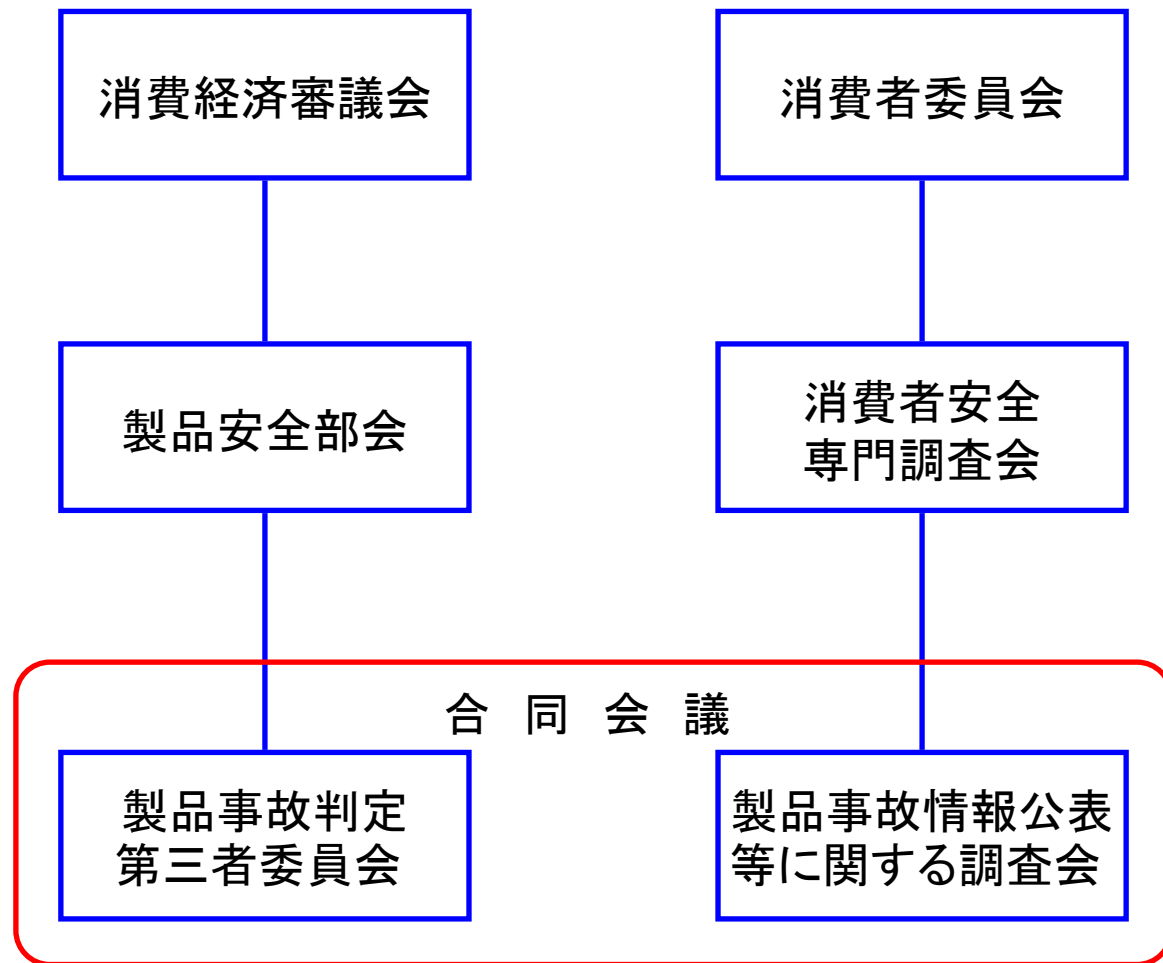 消費経済審議会
消費者委員会
製品安全部会
消費者安全
専門調査会
合同会議
製品事故判定
第三者委員会
製品事故情報公表
等に関する調査会